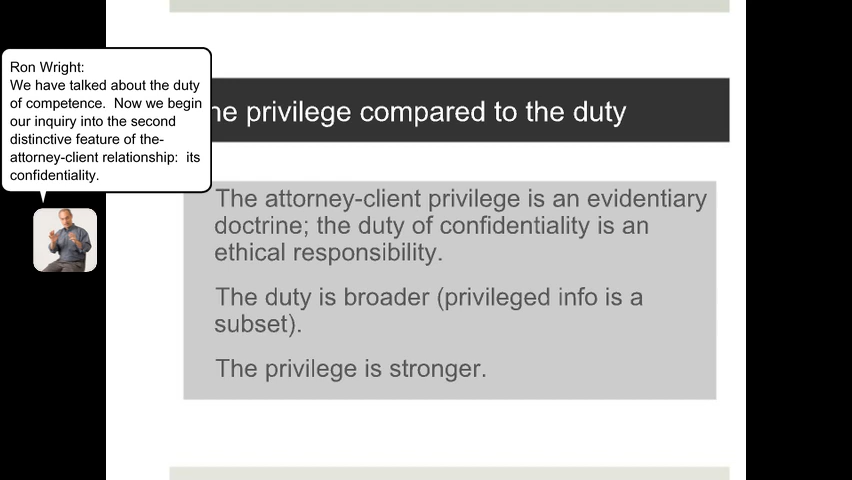 Ron Wright:
We have talked about the duty
of competence.  Now we begin
our inquiry into the second
distinctive feature of the-
attorney-client relationship:  its
confidentiality.
he privilege compared to the duty
The attorney-client privilege is an evidentiary
doctrine; the duty of confidentiality is an
ethical responsibility.
The duty is broader (privileged info is a
subset).
The privilege is stronger.